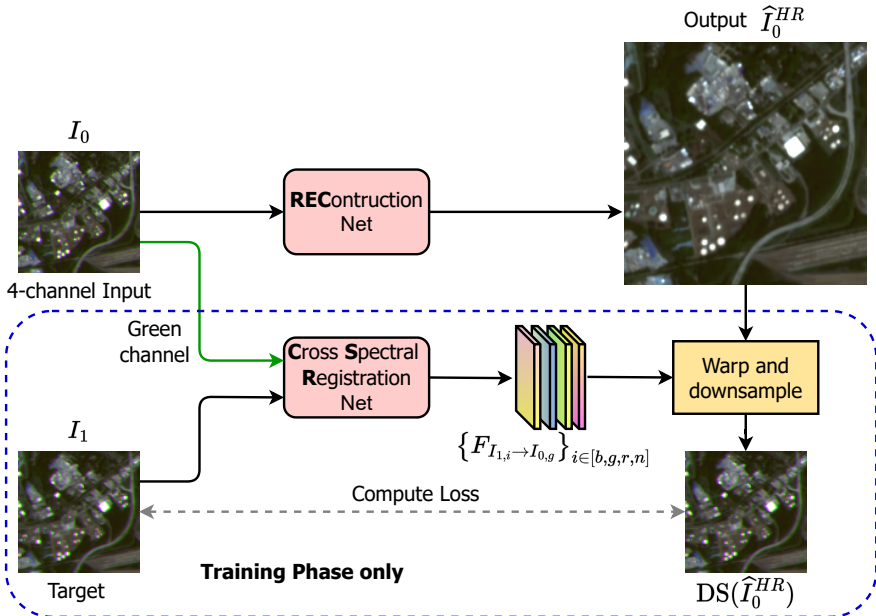 Output $\widehat{I}_0^{HR}$
$I_0$
REContruction
Net
4-channel Input
Green
channel
Cross Spectral
Registration
Net
Warp and
downsample
$\{F_{I_{1,i} \to I_{0,g}}\}_{i \in [b,g,r,n]}$
$I_1$
Compute Loss
Target
Training Phase only
$\mathrm{DS}(\widehat{I}_0^{HR})$